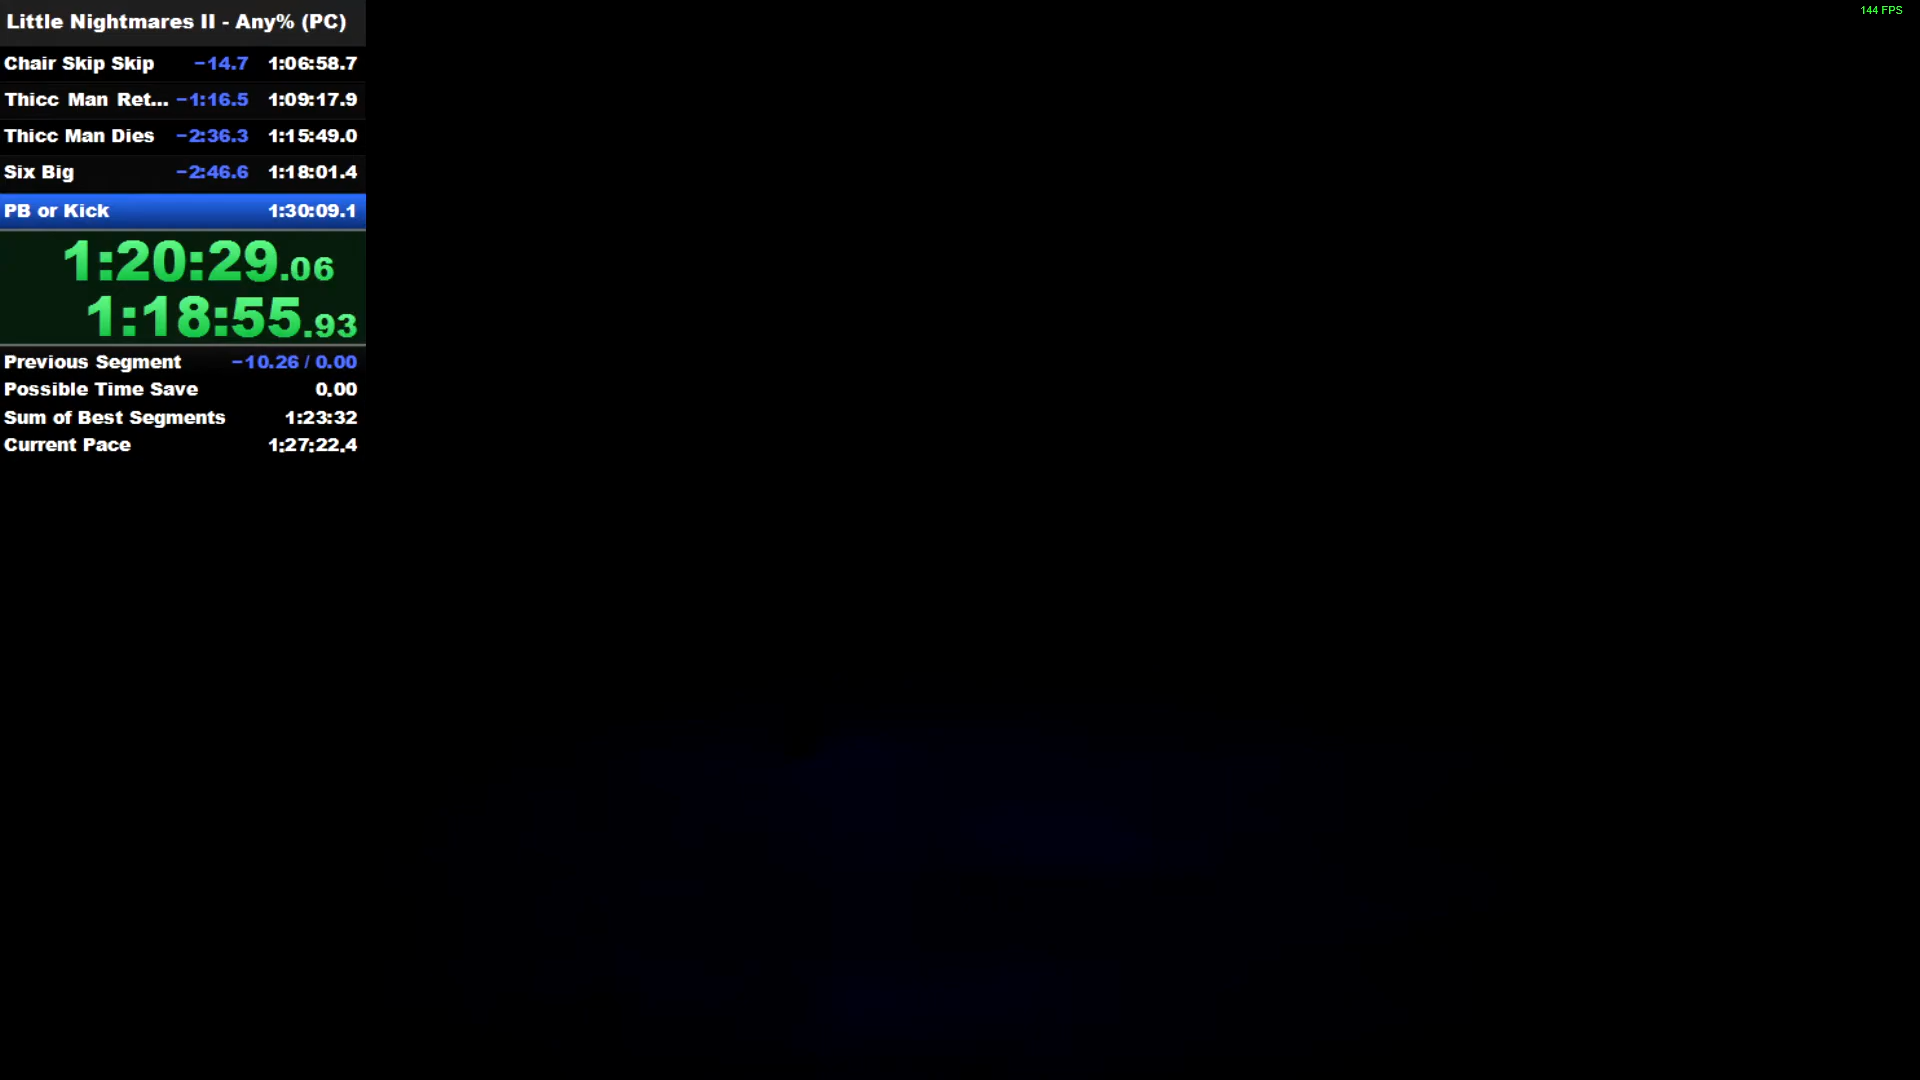 Little Nightmares II - Any% (PC)
144 FPS
Chair Skip Skip −14.7 1:06:58.7
Thicc Man Ret... −1:16.5 1:09:17.9
Thicc Man Dies −2:36.3 1:15:49.0
Six Big −2:46.6 1:18:01.4
PB or Kick 1:30:09.1
1:20:29.06
1:18:55.93
Previous Segment −10.26 / 0.00
Possible Time Save 0.00
Sum of Best Segments 1:23:32
Current Pace 1:27:22.4